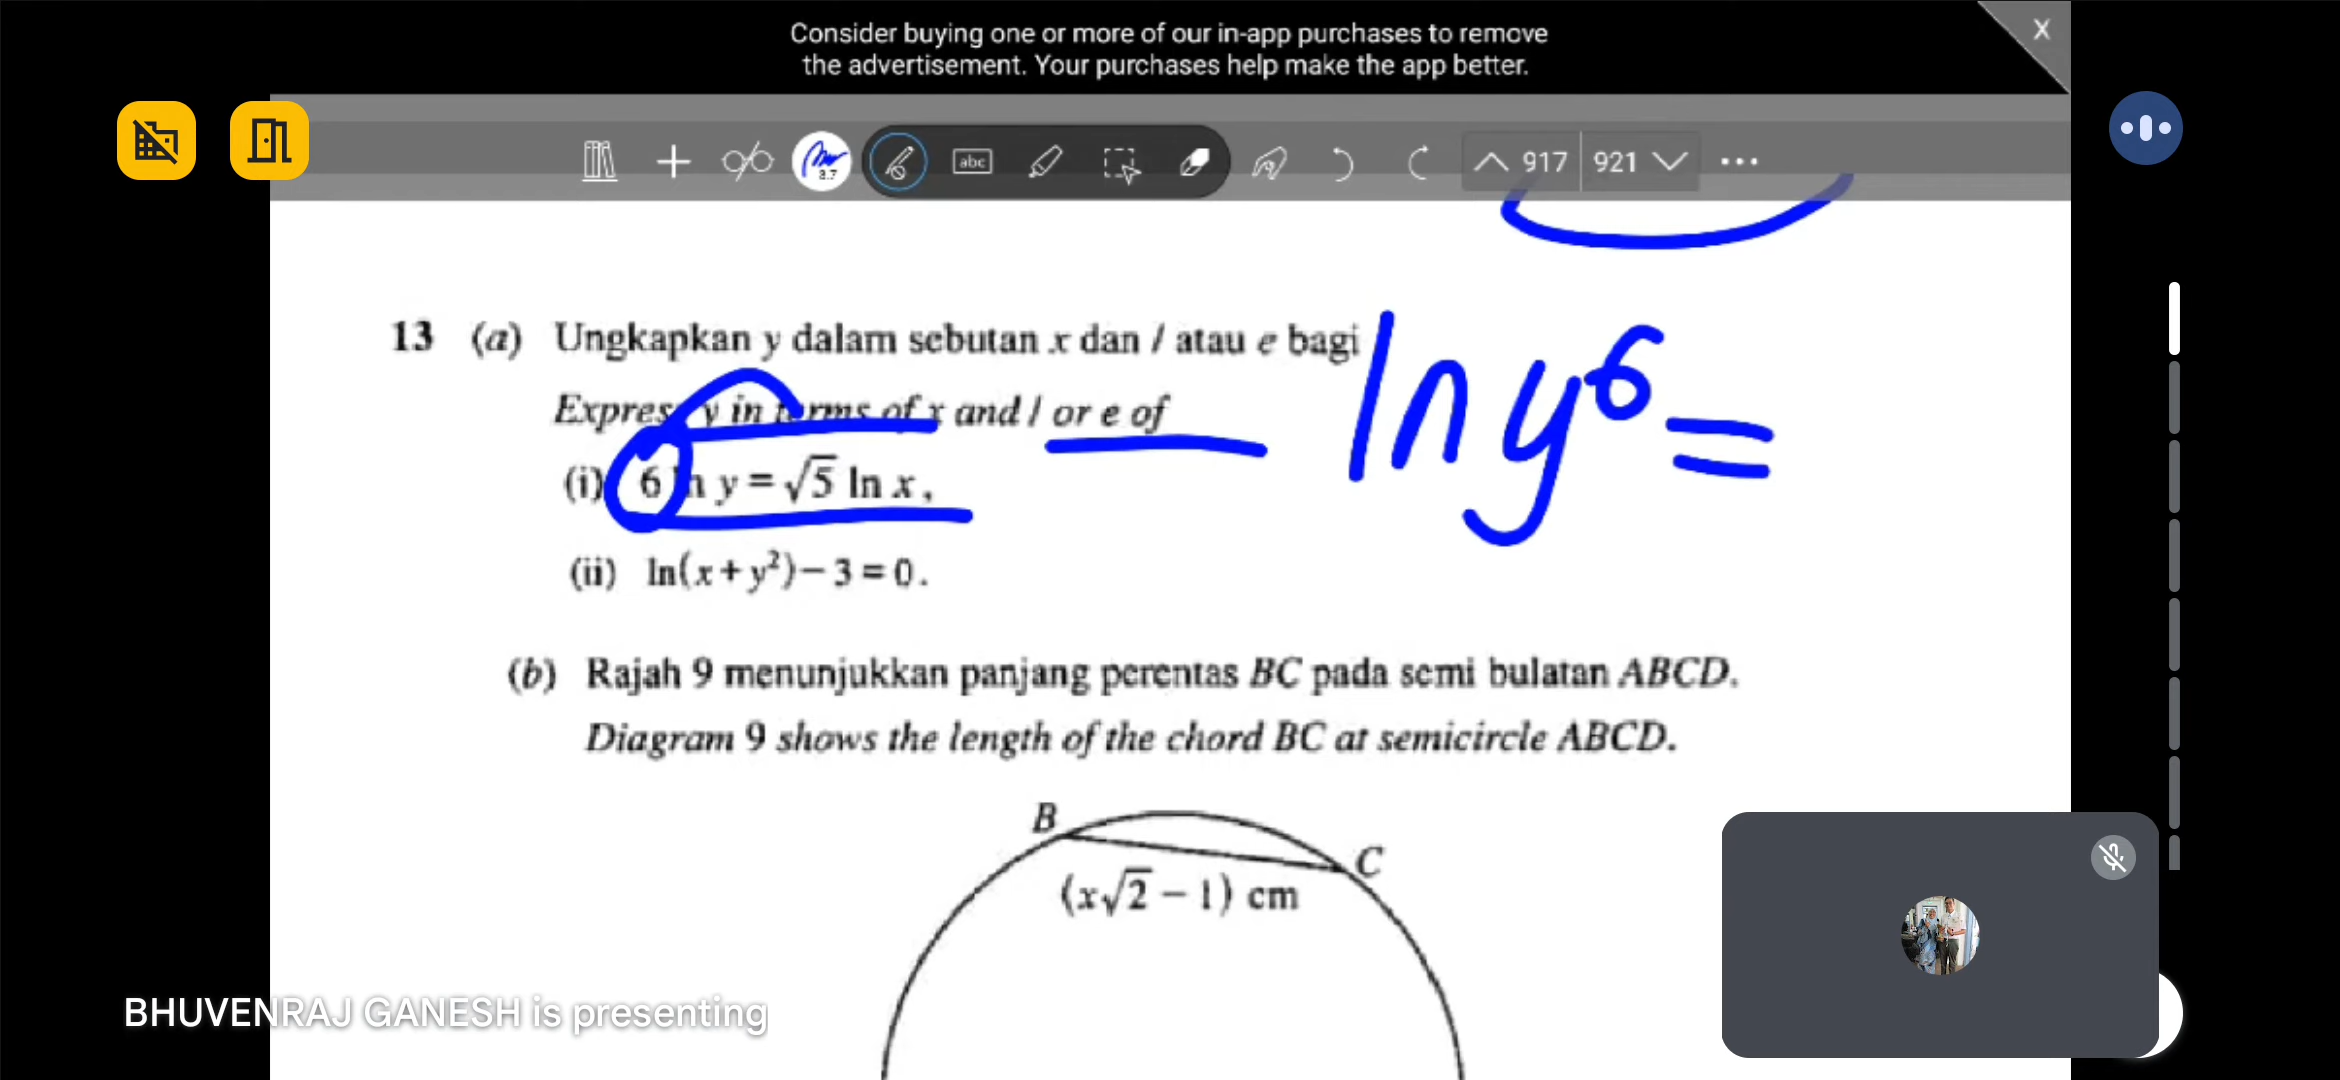 Consider buying one or more of our in-app purchases to remove
the advertisement. Your purchases help make the app better.
X
abc
3.7
917 921
13 (a) Ungkapkan y dalam sebutan x dan / atau e bagi
Express y in terms of x and / or e of
ln y⁶ =
(i) 6 ln y = √5 ln x,
(ii) ln(x + y²) – 3 = 0.
(b) Rajah 9 menunjukkan panjang perentas BC pada semi bulatan ABCD.
Diagram 9 shows the length of the chord BC at semicircle ABCD.
B
C
(x√2 – 1) cm
BHUVENRAJ GANESH is presenting